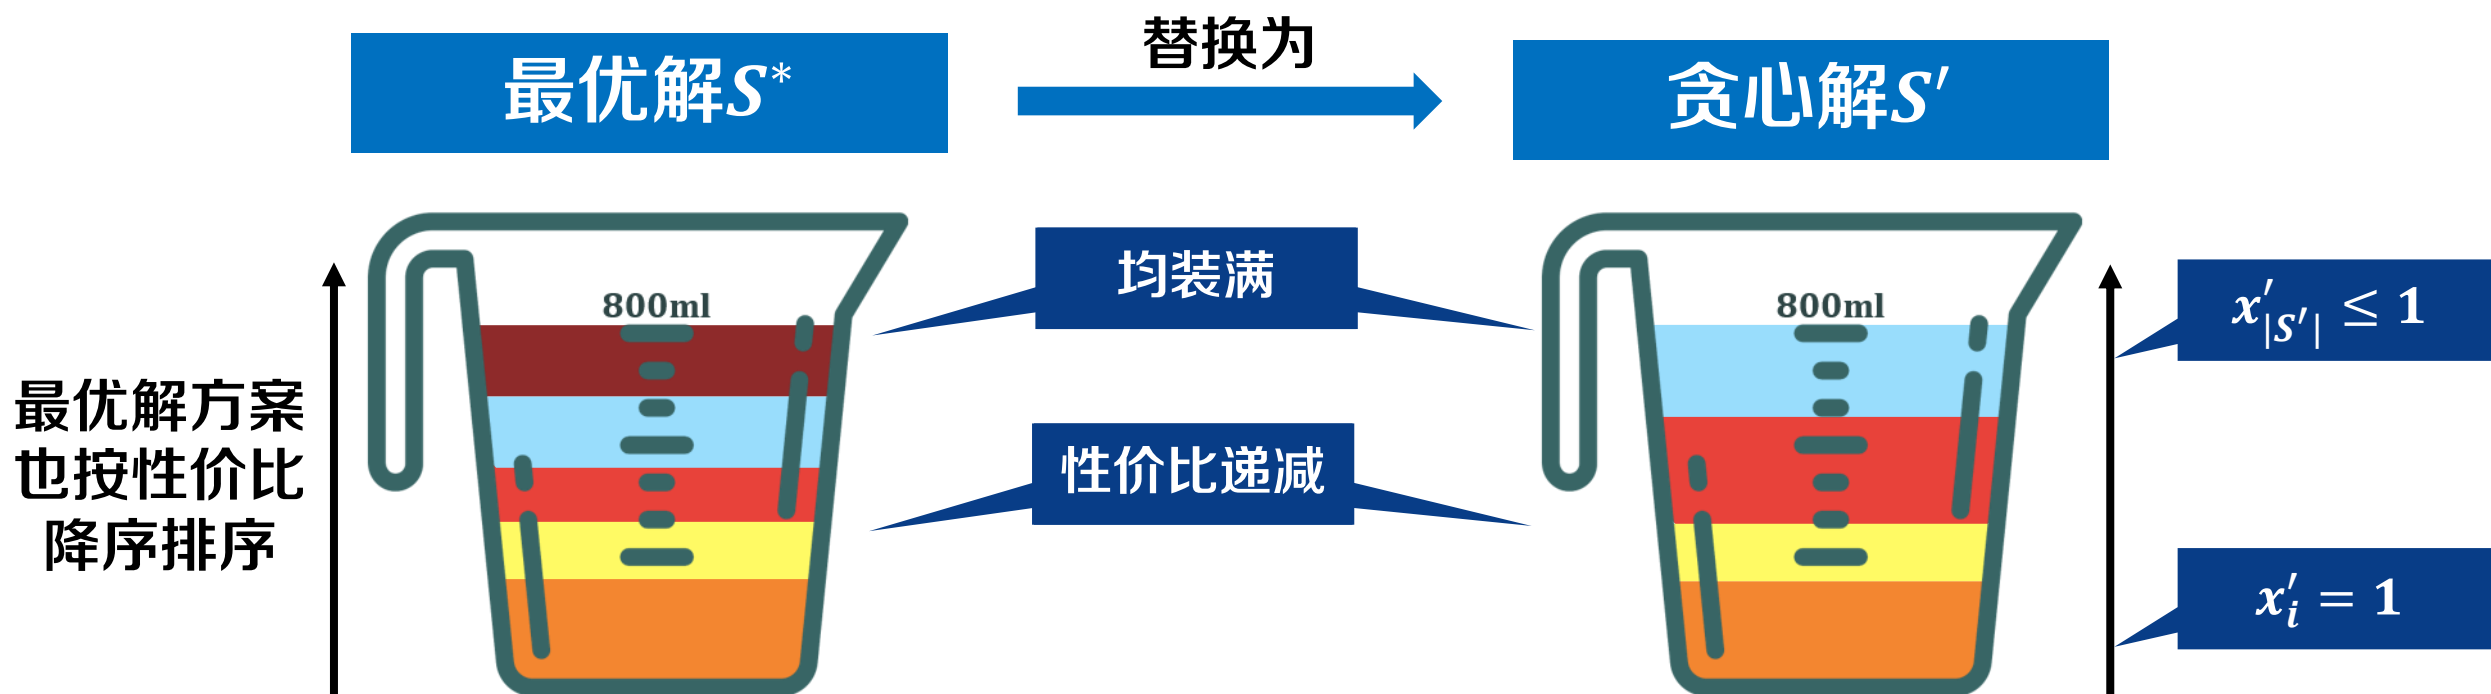 替换为
最优解S*
贪心解S′
均装满
800ml
800ml
x′|S′| ≤ 1
最优解方案
也按性价比
降序排序
性价比递减
x′i = 1